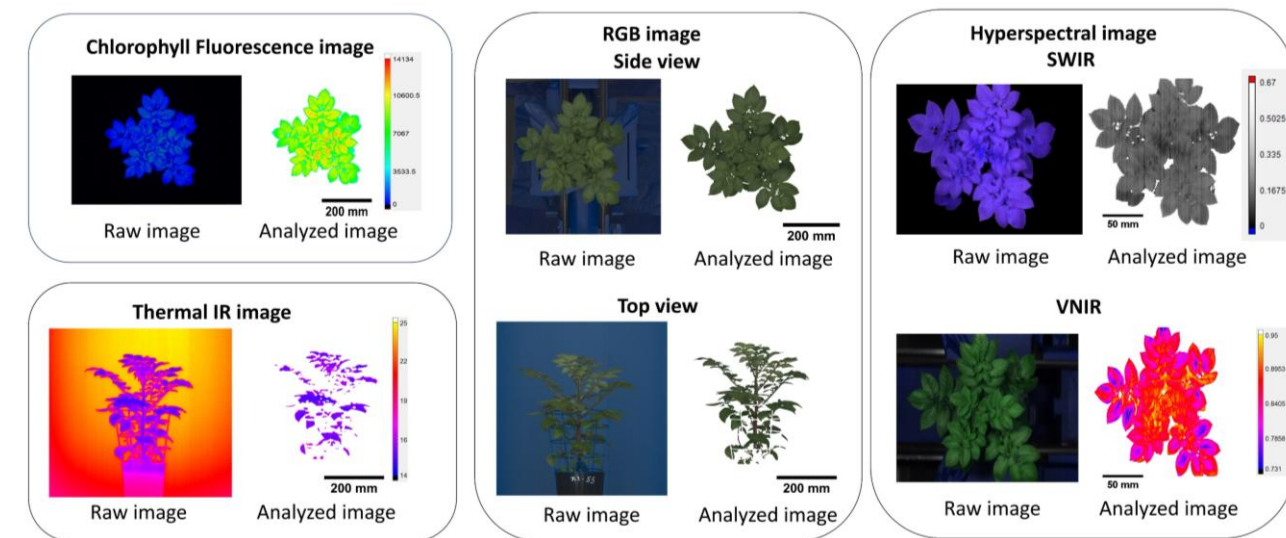 Chlorophyll Fluorescence image
14134
10600.5
7067
3533.5
0
200 mm
Raw image
Analyzed image
Thermal IR image
25
22
19
16
14
200 mm
Raw image
Analyzed image
RGB image
Side view
200 mm
Raw image
Analyzed image
Top view
200 mm
Raw image
Analyzed image
Hyperspectral image
SWIR
0.67
0.5025
0.335
0.1675
0
50 mm
Raw image
Analyzed image
VNIR
0.95
0.8953
0.8405
0.7858
0.731
50 mm
Raw image
Analyzed image